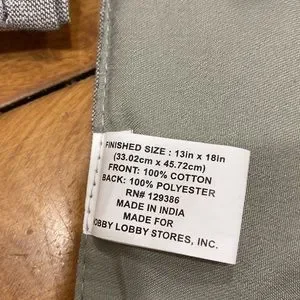 FINISHED SIZE : 13in x 18in
(33.02cm x 45.72cm)
FRONT: 100% COTTON
BACK: 100% POLYESTER
RN# 129386
MADE IN INDIA
MADE FOR
OBBY LOBBY STORES, INC.